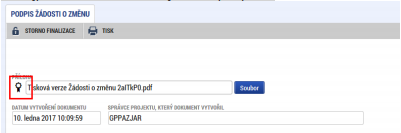 PODPIS ŽÁDOSTI O ZMĚNU
STORNO FINALIZACE TISK
PŘÍLOHA
Tisková verze Žádosti o změnu 2aITkP0.pdf Soubor
DATUM VYTVOŘENÍ DOKUMENTU SPRÁVCE PROJEKTU, KTERÝ DOKUMENT VYTVOŘIL
10. ledna 2017 10:09:59 GPPAZJAR